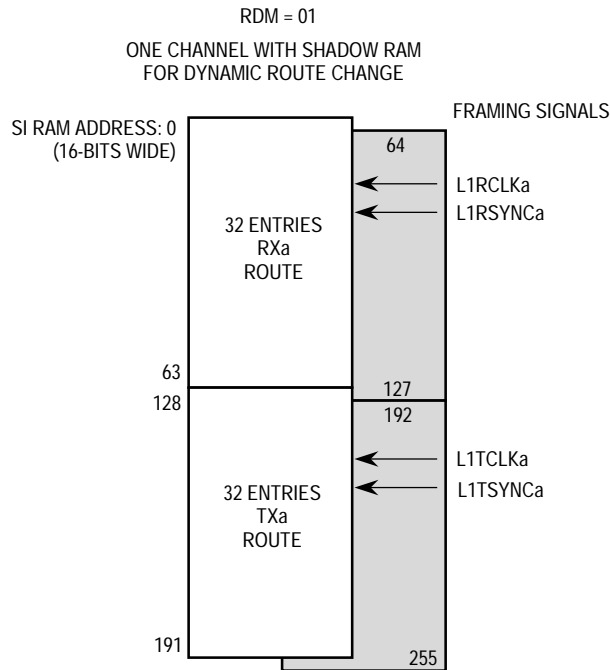 RDM = 01
ONE CHANNEL WITH SHADOW RAM
FOR DYNAMIC ROUTE CHANGE
FRAMING SIGNALS
SI RAM ADDRESS: 0
(16-BITS WIDE)
64
L1RCLKa
L1RSYNCa
32 ENTRIES
RXa
ROUTE
63
127
128
192
L1TCLKa
L1TSYNCa
32 ENTRIES
TXa
ROUTE
191
255